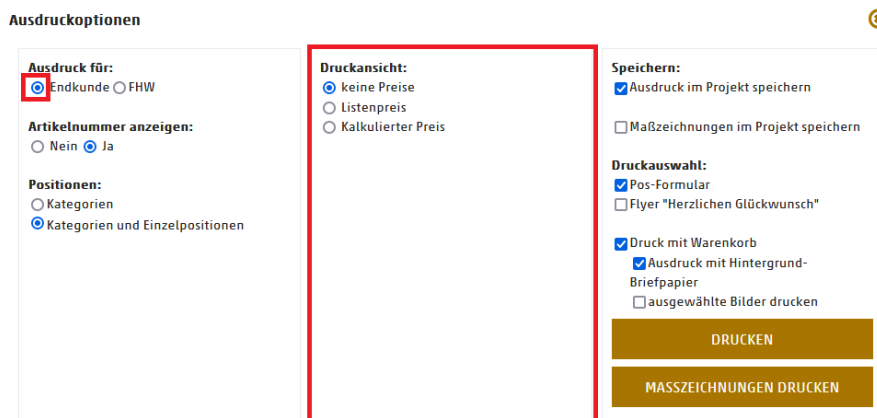 Ausdruckoptionen
Ausdruck für:
Endkunde FHW
Artikelnummer anzeigen:
Nein Ja
Positionen:
Kategorien
Kategorien und Einzelpositionen
Druckansicht:
keine Preise
Listenpreis
Kalkulierter Preis
Speichern:
Ausdruck im Projekt speichern
Maßzeichnungen im Projekt speichern
Druckauswahl:
Pos-Formular
Flyer "Herzlichen Glückwunsch"
Druck mit Warenkorb
Ausdruck mit Hintergrund-
Briefpapier
ausgewählte Bilder drucken
DRUCKEN
MASSZEICHNUNGEN DRUCKEN